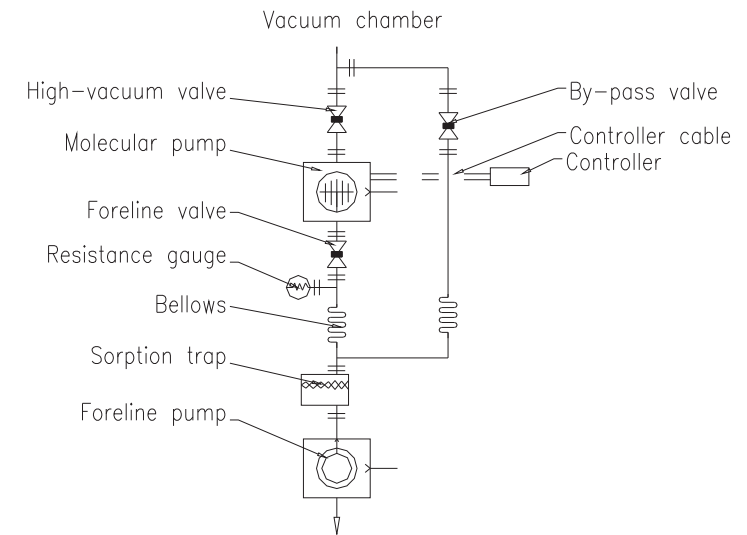 Vacuum chamber
High-vacuum valve
By-pass valve
Molecular pump
Controller cable
Controller
Foreline valve
Resistance gauge
Bellows
Sorption trap
Foreline pump